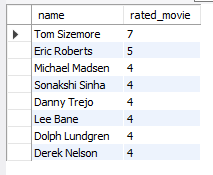 name rated_movie
Tom Sizemore 7
Eric Roberts 5
Michael Madsen 4
Sonakshi Sinha 4
Danny Trejo 4
Lee Bane 4
Dolph Lundgren 4
Derek Nelson 4